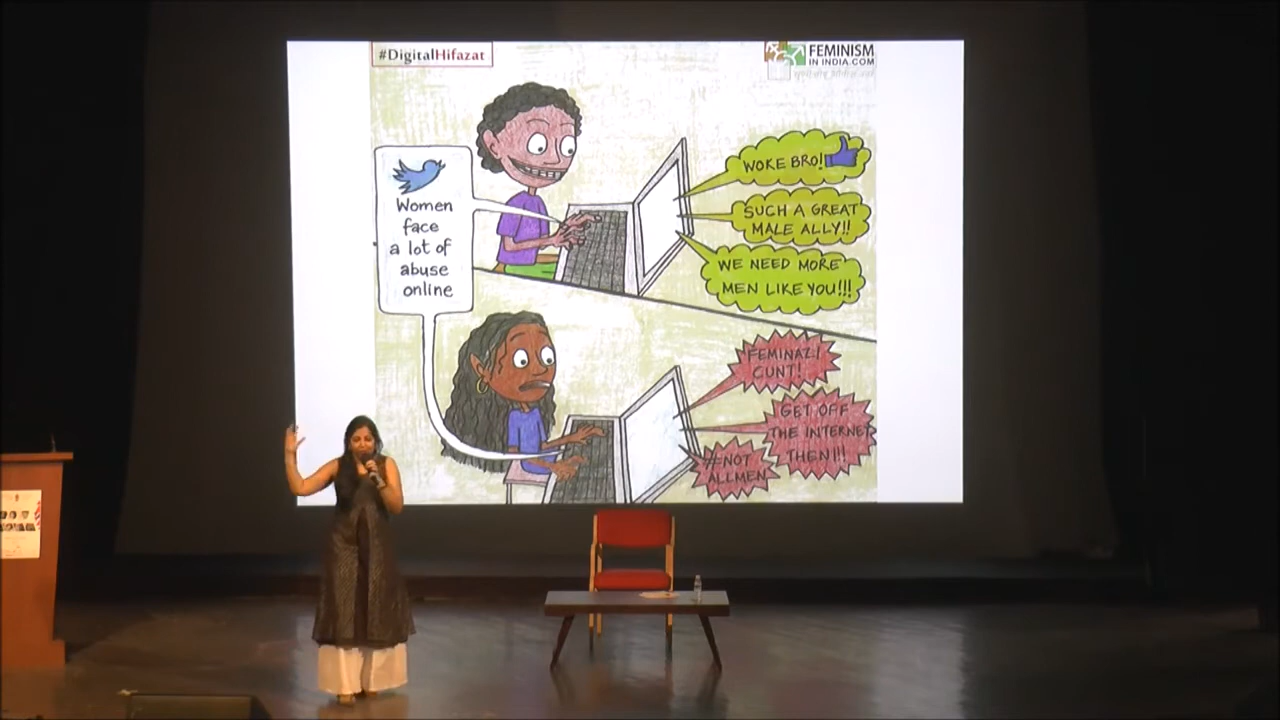 #DigitalHifazat
FEMINISM
IN INDIA.COM
Women
face
a lot of
abuse
online
WOKE BRO!
SUCH A GREAT
MALE ALLY!!
WE NEED MORE
MEN LIKE YOU!!!
FEMINAZI
CUNT!
GET OFF
THE INTERNET
THEN!!!
#NOT
ALLMEN